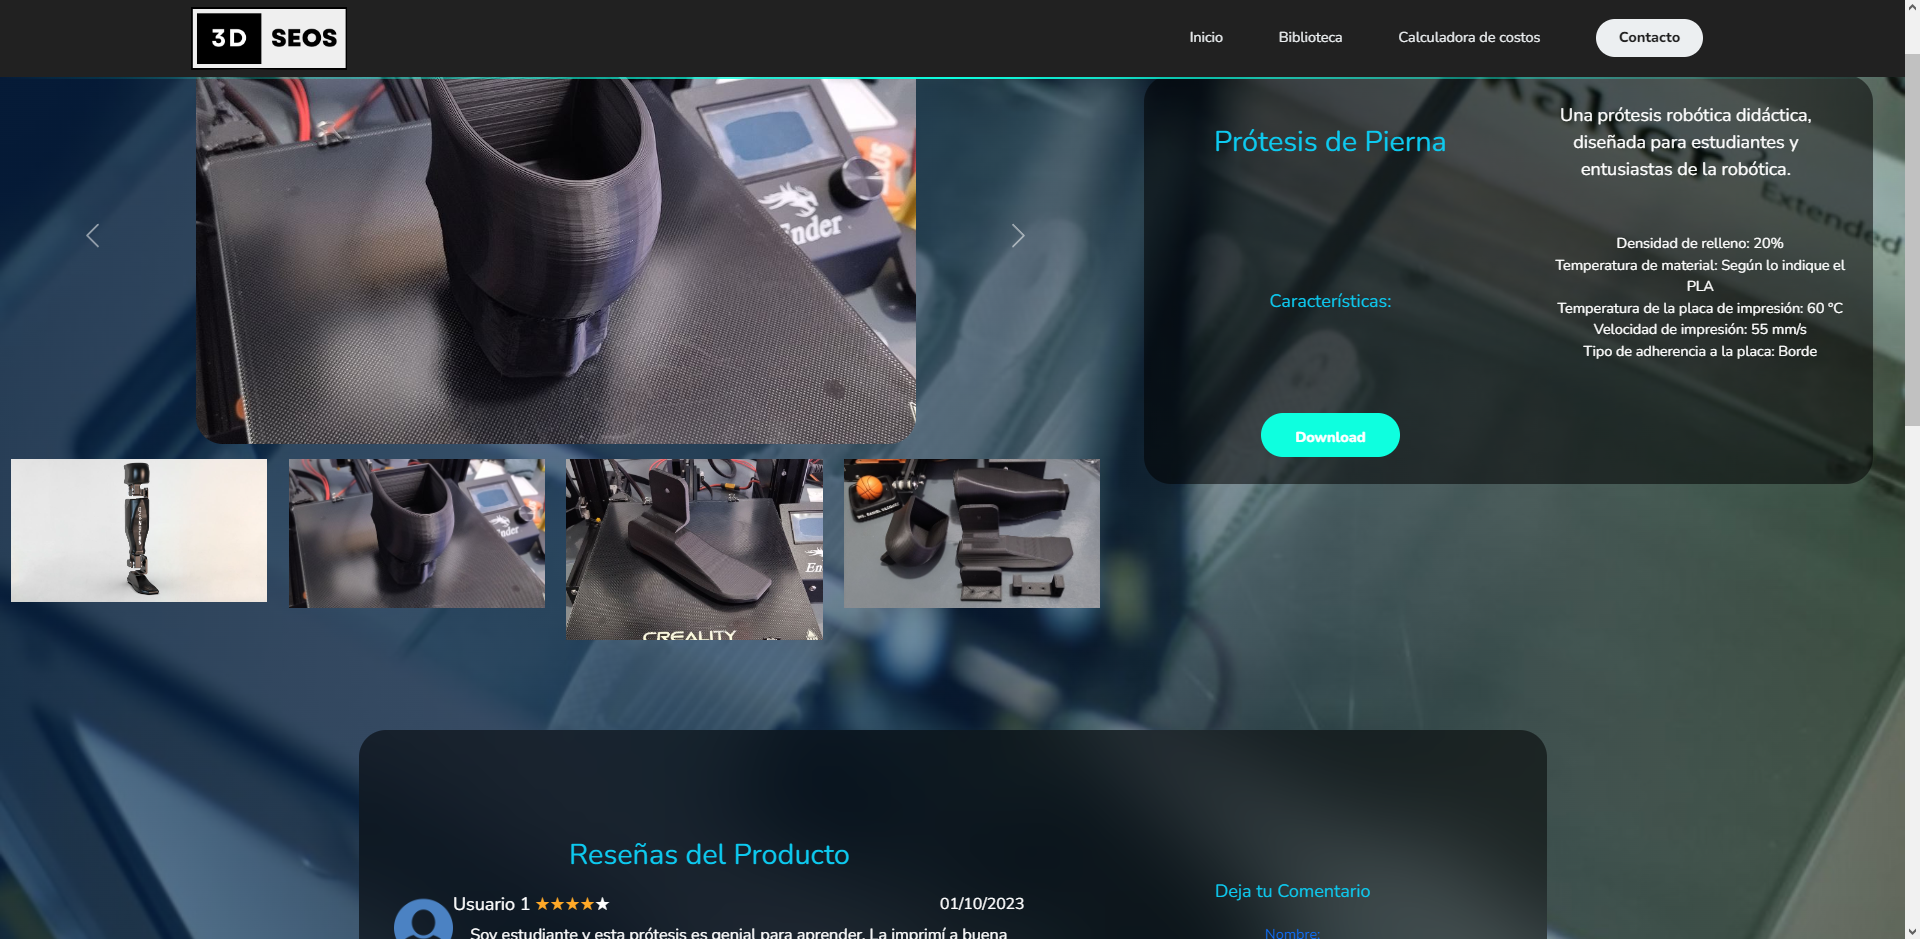 3D SEOS
Inicio
Biblioteca
Calculadora de costos
Contacto
Ender
Prótesis de Pierna
Una prótesis robótica didáctica,
diseñada para estudiantes y
entusiastas de la robótica.
Extended
Características:
Densidad de relleno: 20%
Temperatura de material: Según lo indique el
PLA
Temperatura de la placa de impresión: 60 °C
Velocidad de impresión: 55 mm/s
Tipo de adherencia a la placa: Borde
Download
CREALITY
Reseñas del Producto
Usuario 1
01/10/2023
Soy estudiante y esta prótesis es genial para aprender. La imprimí a buena
Deja tu Comentario
Nombre: